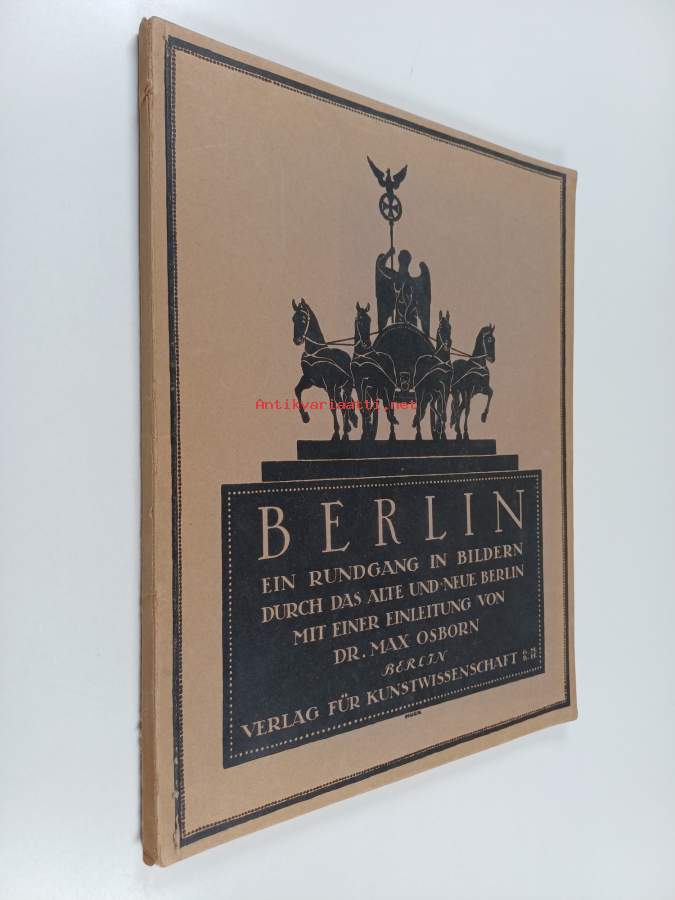 Antikvariaatti.net
BERLIN
EIN RUNDGANG IN BILDERN
DURCH DAS ALTE UND NEUE BERLIN
MIT EINER EINLEITUNG VON
DR. MAX OSBORN
BERLIN
VERLAG FÜR KUNSTWISSENSCHAFT